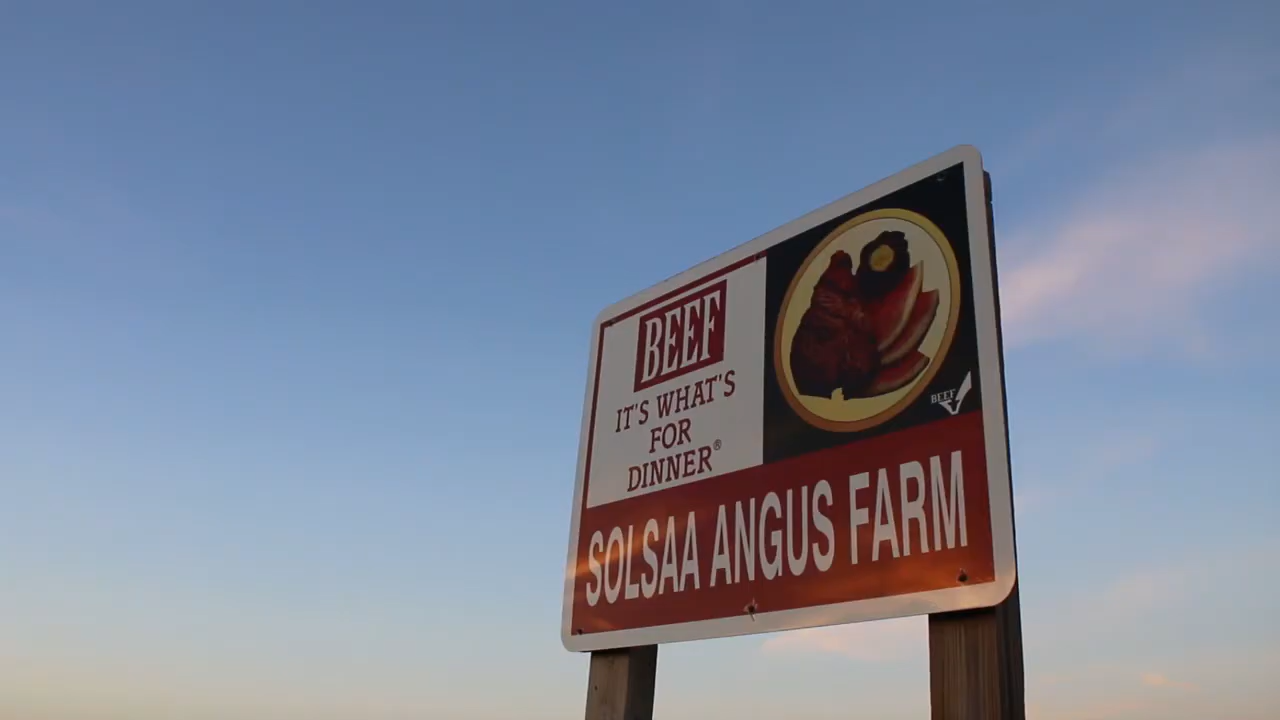 BEEF
IT'S WHAT'S
FOR
DINNER®
BEEF
SOLSAA ANGUS FARM